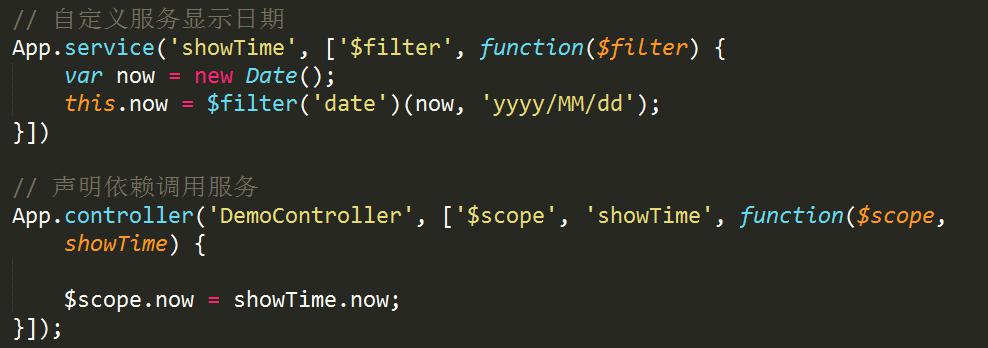 // 自定义服务显示日期
App.service('showTime', ['$filter', function($filter) {
    var now = new Date();
    this.now = $filter('date')(now, 'yyyy/MM/dd');
}])

// 声明依赖调用服务
App.controller('DemoController', ['$scope', 'showTime', function($scope,
    showTime) {

    $scope.now = showTime.now;
}]);